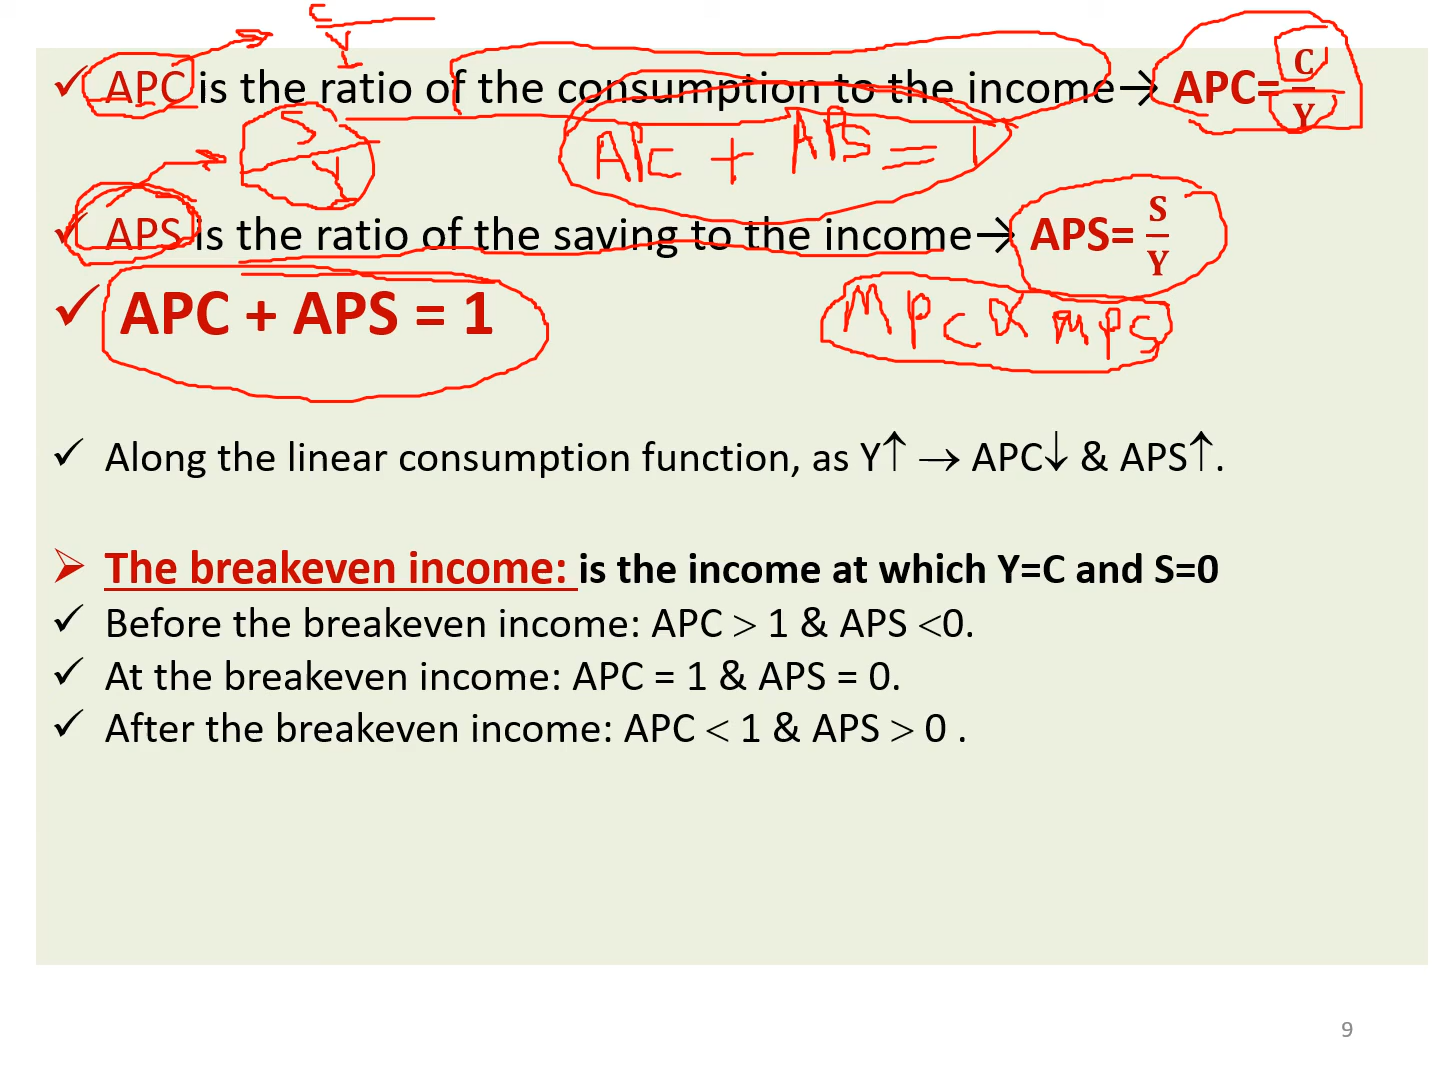 C
Y
✓ APC is the ratio of the consumption to the income→ APC= C/Y
S
Y
APC + APS = 1
✓ APS is the ratio of the saving to the income→ APS= S/Y
✓ APC + APS = 1
MPC & MPS
✓ Along the linear consumption function, as Y↑ → APC↓ & APS↑.
➢ The breakeven income: is the income at which Y=C and S=0
✓ Before the breakeven income: APC > 1 & APS <0.
✓ At the breakeven income: APC = 1 & APS = 0.
✓ After the breakeven income: APC < 1 & APS > 0 .
9